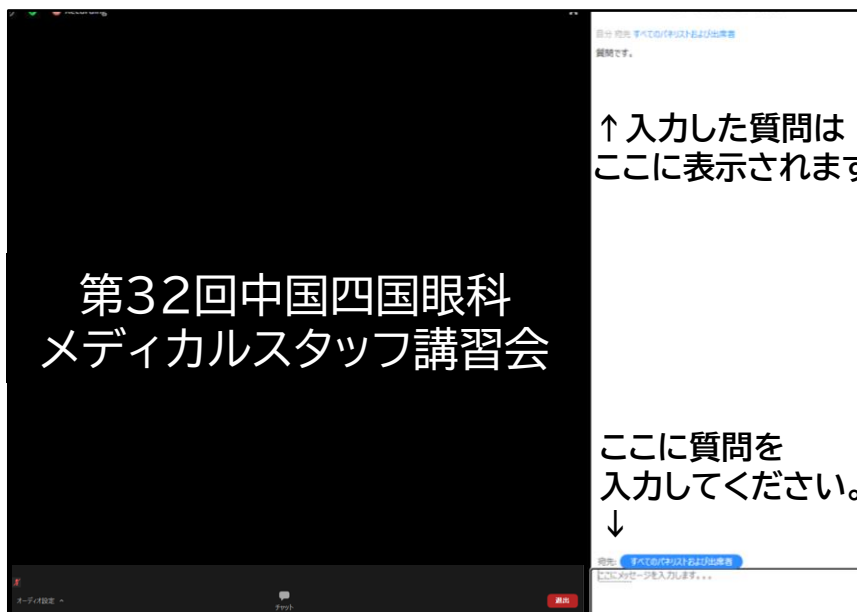 Recording
第32回中国四国眼科
メディカルスタッフ講習会
オーディオ設定
チャット
退出
自分 宛先 すべてのパネリストおよび出席者
質問です。
↑入力した質問は
ここに表示されます
ここに質問を
入力してください。
↓
宛先: すべてのパネリストおよび出席者
ここにメッセージを入力します...